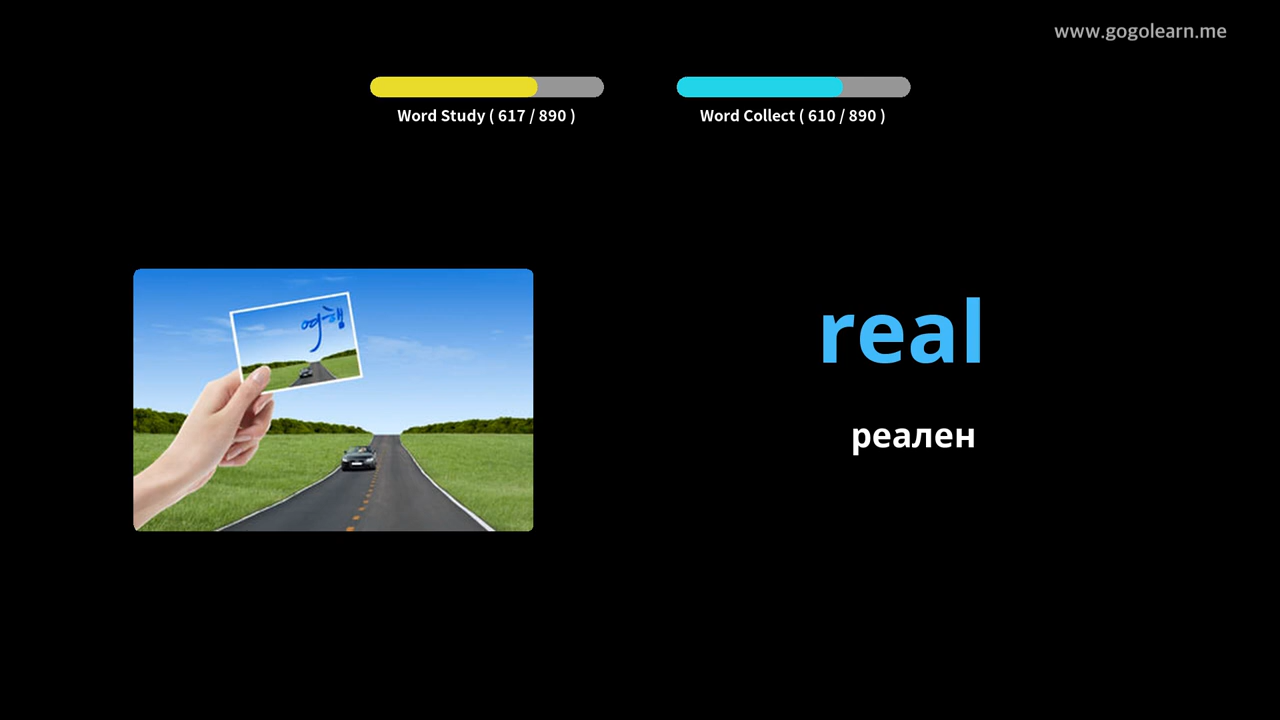 www.gogolearn.me
Word Study ( 617 / 890 )
Word Collect ( 610 / 890 )
여행
real
реален